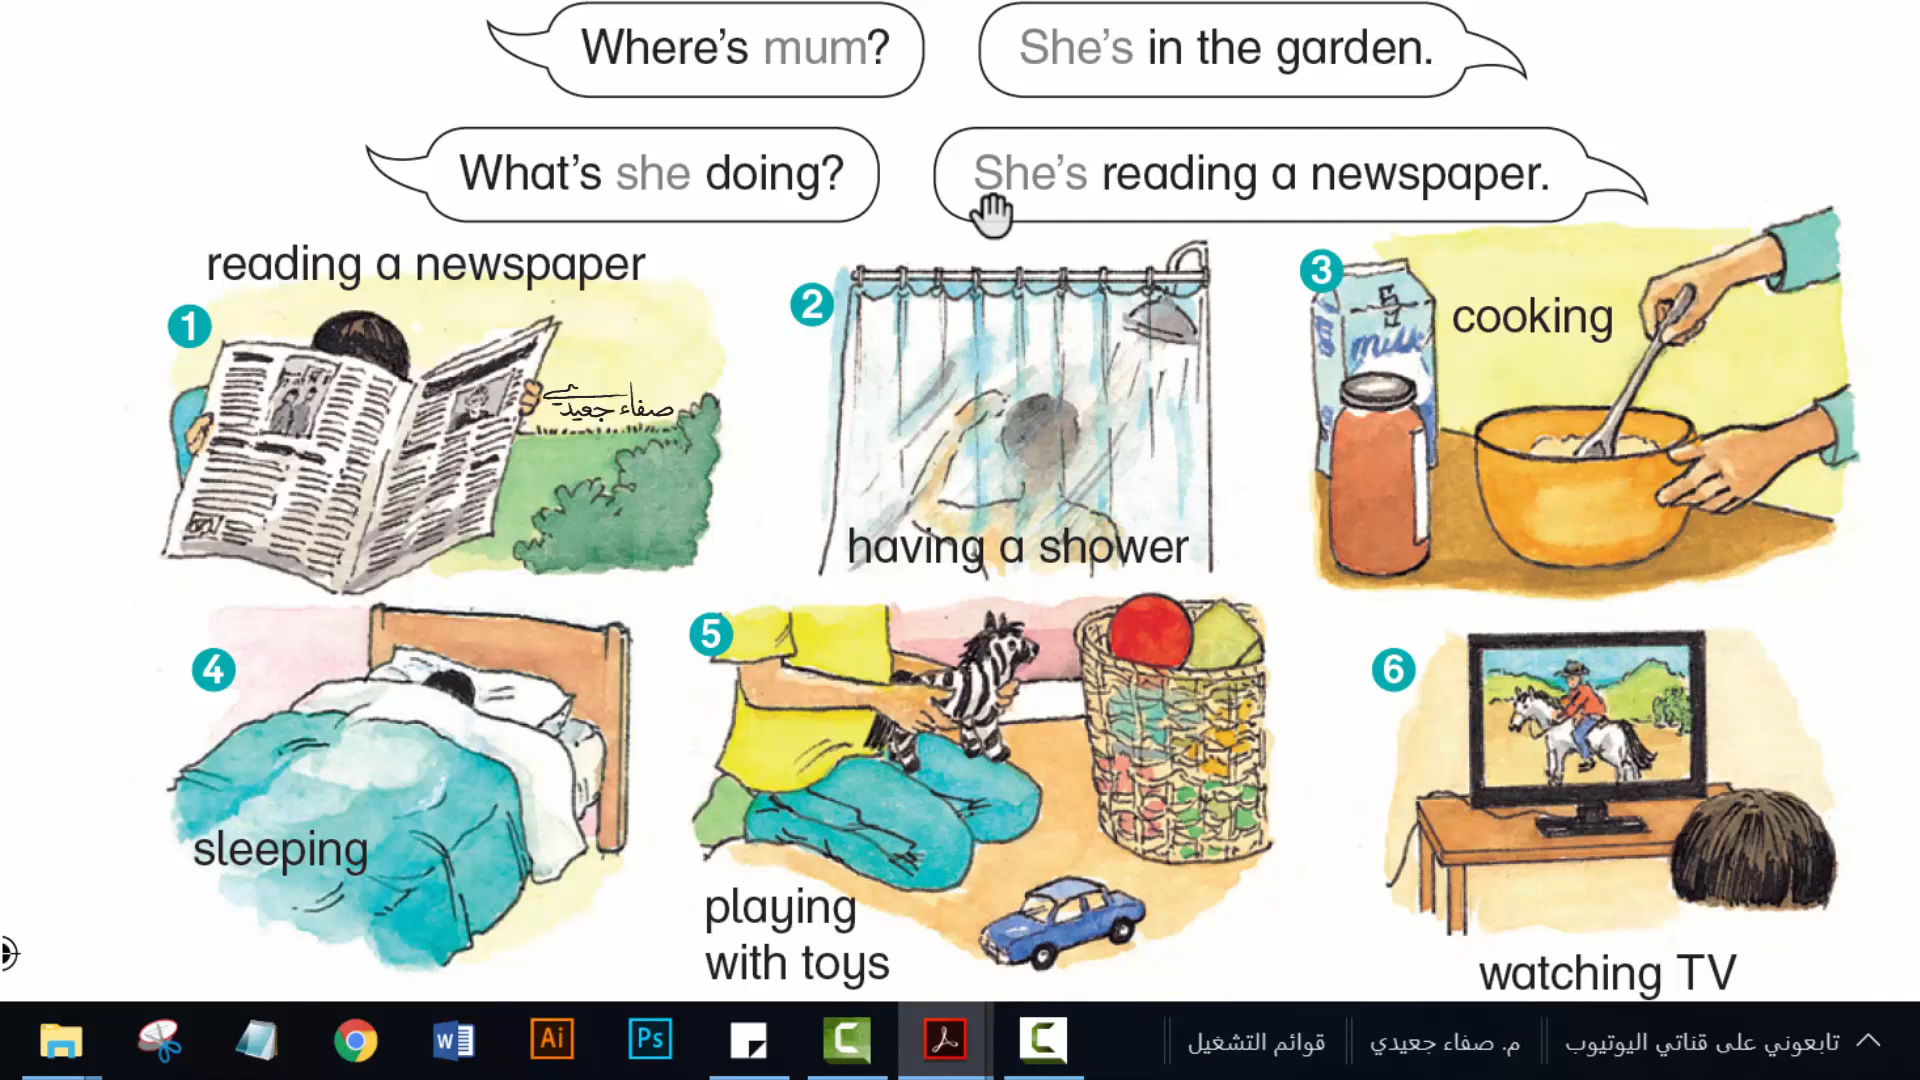 Where's mum?
She's in the garden.
What's she doing?
She's reading a newspaper.
reading a newspaper
1
صفاء جعيدي
2
having a shower
3
milk
cooking
4
sleeping
5
playing
with toys
6
watching TV
Ai
Ps
قوائم التشغيل
م. صفاء جعيدي
تابعوني على قناتي اليوتيوب